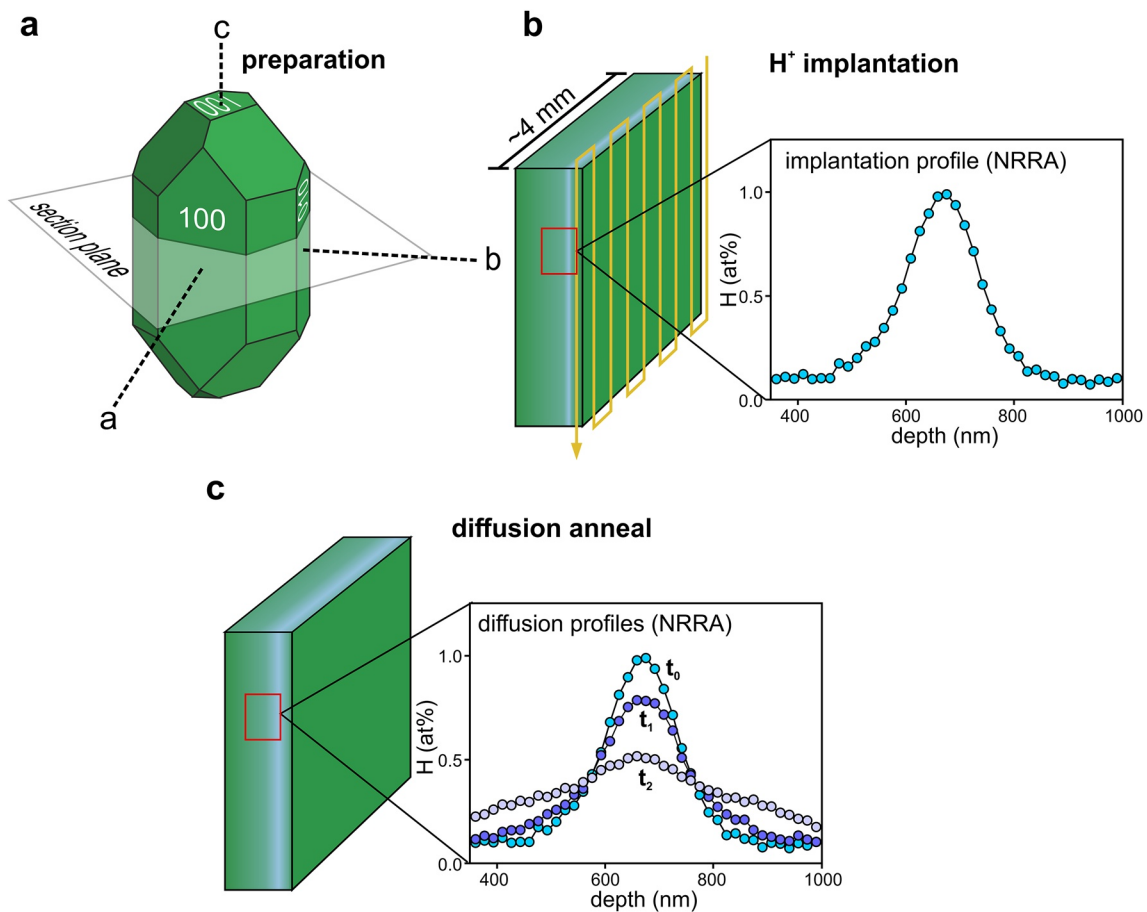 a
c
preparation
001
100
010
section plane
b
a
b
H⁺ implantation
~4 mm
implantation profile (NRRA)
1.0
0.5
0.0
H (at%)
400 600 800 1000
depth (nm)
c
diffusion anneal
diffusion profiles (NRRA)
1.0
0.5
0.0
H (at%)
t₀
t₁
t₂
400 600 800 1000
depth (nm)